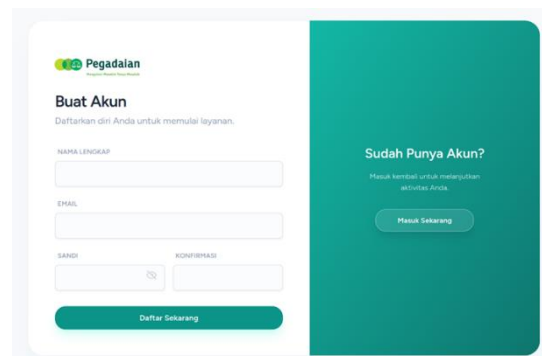 Pegadaian
Buat Akun
Daftarkan diri Anda untuk memulai layanan.
NAMA LENGKAP
EMAIL
SANDI KONFIRMASI
Daftar Sekarang
Sudah Punya Akun?
Masuk kembali untuk melanjutkan
aktivitas Anda.
Masuk Sekarang